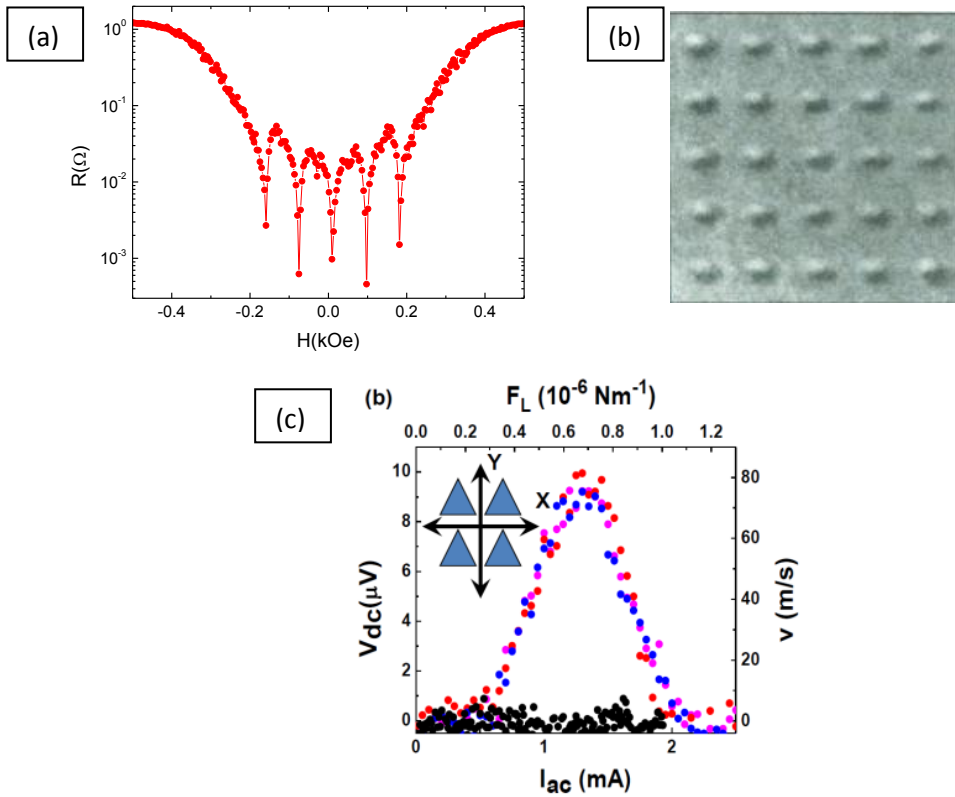 (a)
10⁰
10⁻¹
10⁻²
10⁻³
R(Ω)
-0.4 -0.2 0.0 0.2 0.4
H(kOe)
(b)
(c)
(b) F_L (10⁻⁶ Nm⁻¹)
0.0 0.2 0.4 0.6 0.8 1.0 1.2
Y
X
10
8
6
4
2
0
Vdc(μV)
80
60
40
20
0
v (m/s)
0 1 2
I_ac (mA)